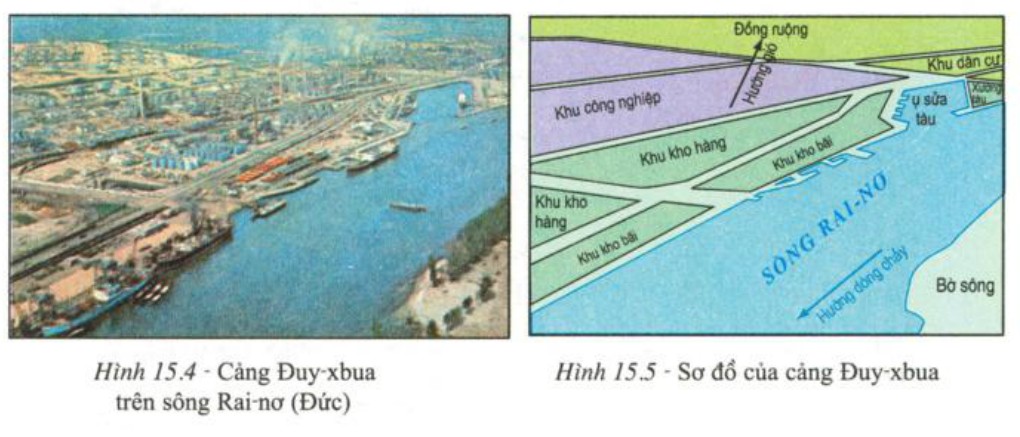 Đồng ruộng
Hướng gió
Khu dân cư
Khu công nghiệp
Xưởng
tàu
ụ sửa
tàu
Khu kho hàng
Khu kho bãi
Khu kho
hàng
Khu kho bãi
SÔNG RAI-NƠ
Hướng dòng chảy
Bờ sông
Hình 15.4 - Cảng Đuy-xbua
trên sông Rai-nơ (Đức)
Hình 15.5 - Sơ đồ của cảng Đuy-xbua